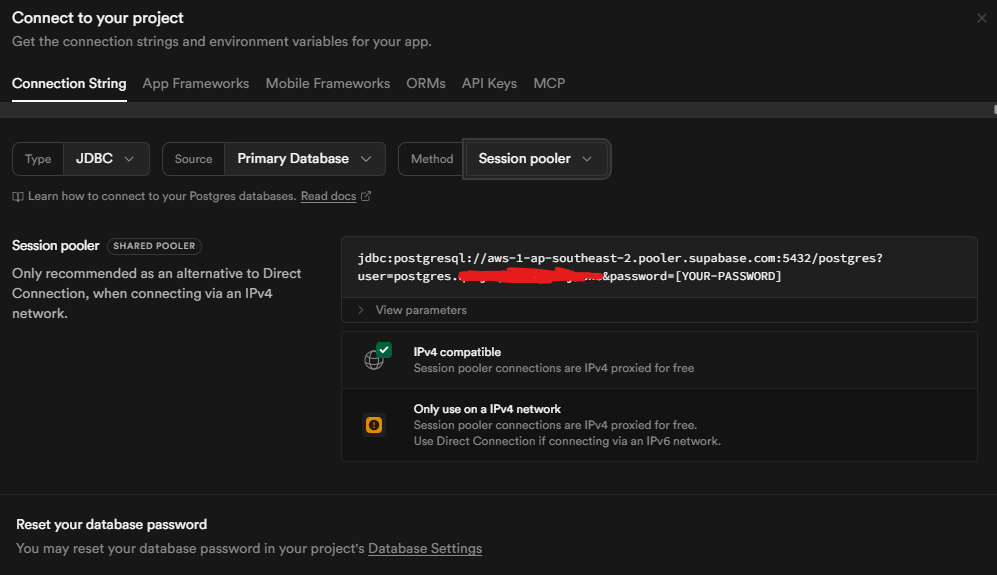 Connect to your project
Get the connection strings and environment variables for your app.
Connection String App Frameworks Mobile Frameworks ORMs API Keys MCP
Type JDBC Source Primary Database Method Session pooler
Learn how to connect to your Postgres databases. Read docs
Session pooler SHARED POOLER
Only recommended as an alternative to Direct
Connection, when connecting via an IPv4
network.
jdbc:postgresql://aws-1-ap-southeast-2.pooler.supabase.com:5432/postgres?
user=postgres. &password=[YOUR-PASSWORD]
View parameters
IPv4 compatible
Session pooler connections are IPv4 proxied for free
Only use on a IPv4 network
Session pooler connections are IPv4 proxied for free.
Use Direct Connection if connecting via an IPv6 network.
Reset your database password
You may reset your database password in your project's Database Settings